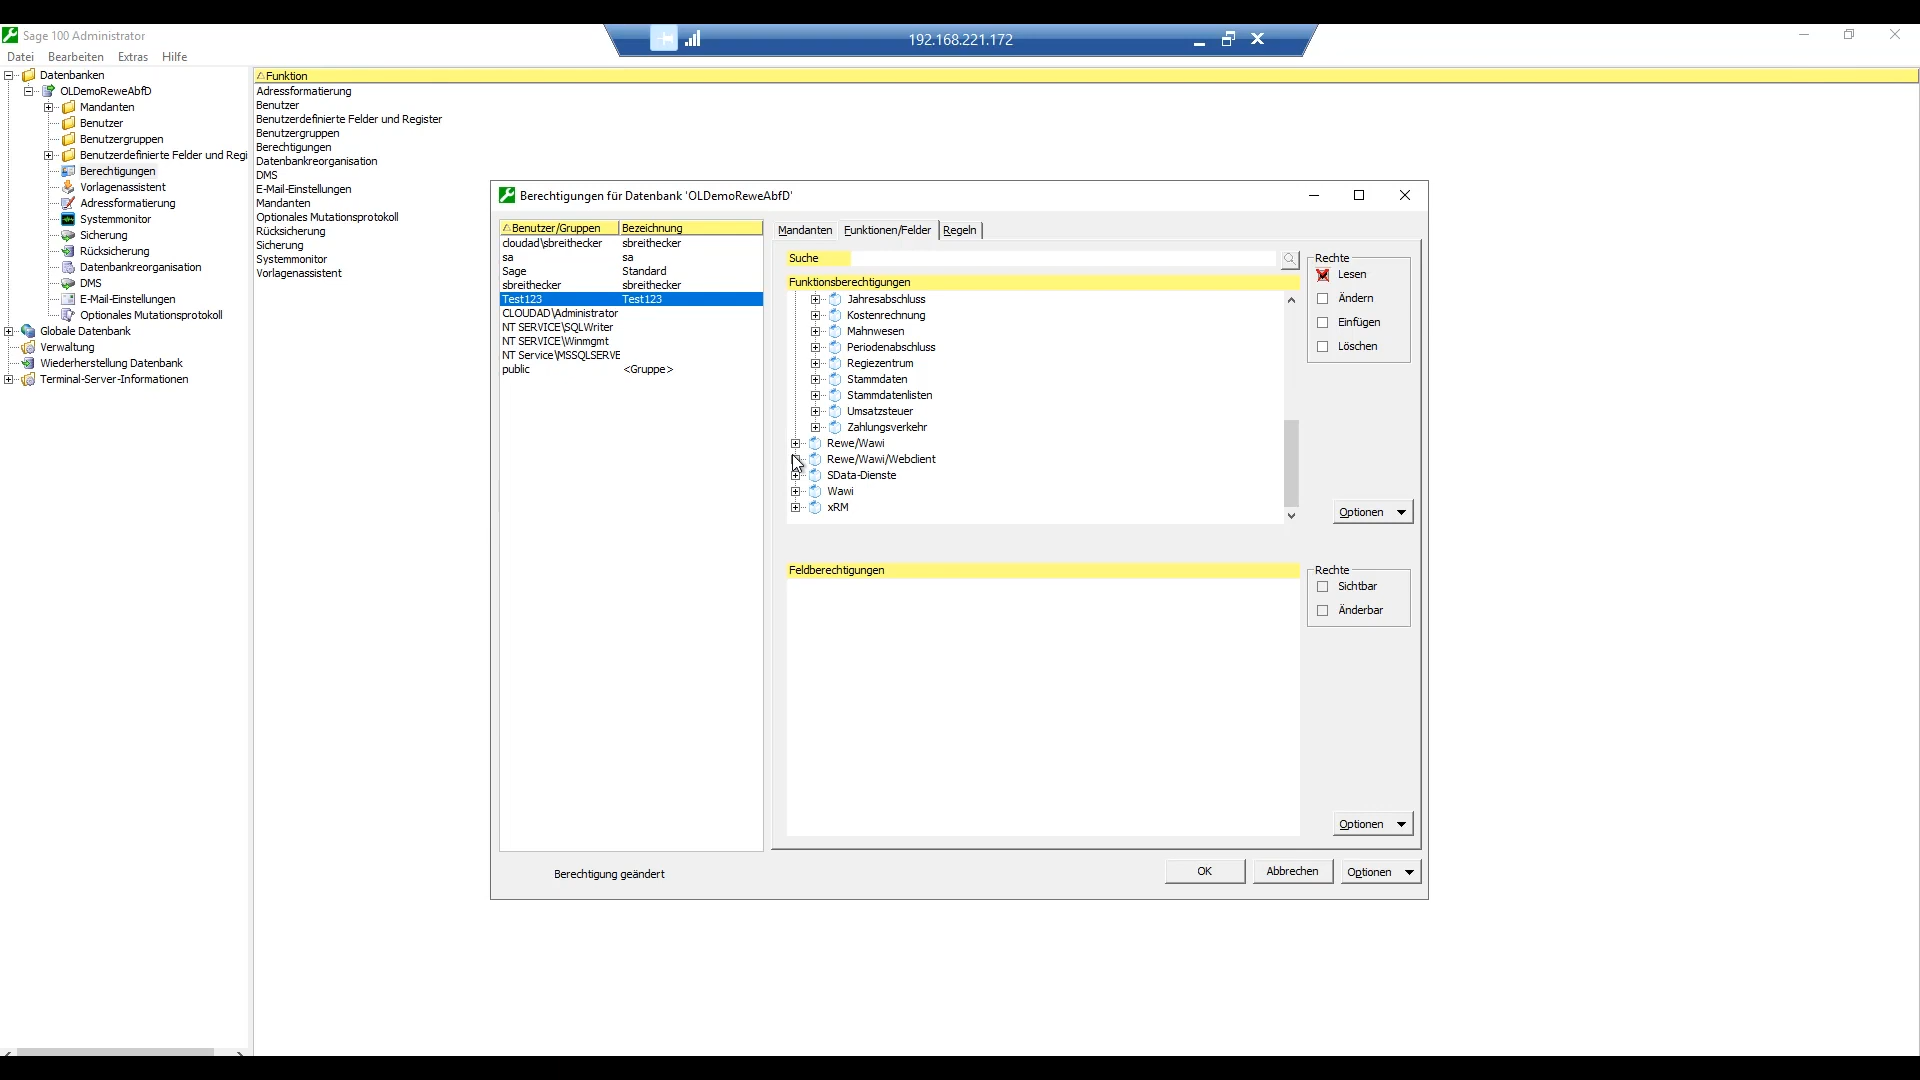 Sage 100 Administrator
192.168.221.172
Datei Bearbeiten Extras Hilfe
Datenbanken
OLDemoReweAbfD
Mandanten
Benutzer
Benutzergruppen
Benutzerdefinierte Felder und Regi
Berechtigungen
Vorlagenassistent
Adressformatierung
Systemmonitor
Sicherung
Rücksicherung
Datenbankreorganisation
DMS
E-Mail-Einstellungen
Optionales Mutationsprotokoll
Globale Datenbank
Verwaltung
Wiederherstellung Datenbank
Terminal-Server-Informationen
Funktion
Adressformatierung
Benutzer
Benutzerdefinierte Felder und Register
Benutzergruppen
Berechtigungen
Datenbankreorganisation
DMS
E-Mail-Einstellungen
Mandanten
Optionales Mutationsprotokoll
Rücksicherung
Sicherung
Systemmonitor
Vorlagenassistent
Berechtigungen für Datenbank 'OLDemoReweAbfD'
Benutzer/Gruppen Bezeichnung
cloudad\sbreithecker sbreithecker
sa sa
Sage Standard
sbreithecker sbreithecker
Test123 Test123
CLOUDAD\Administrator
NT SERVICE\SQLWriter
NT SERVICE\Winmgmt
NT Service\MSSQLSERVE
public <Gruppe>
Mandanten Funktionen/Felder Regeln
Suche
Funktionsberechtigungen
Jahresabschluss
Kostenrechnung
Mahnwesen
Periodenabschluss
Regiezentrum
Stammdaten
Stammdatenlisten
Umsatzsteuer
Zahlungsverkehr
Rewe/Wawi
Rewe/Wawi/Webclient
SData-Dienste
Wawi
xRM
Rechte
Lesen
Ändern
Einfügen
Löschen
Optionen
Feldberechtigungen
Rechte
Sichtbar
Änderbar
Optionen
Berechtigung geändert
OK Abbrechen Optionen